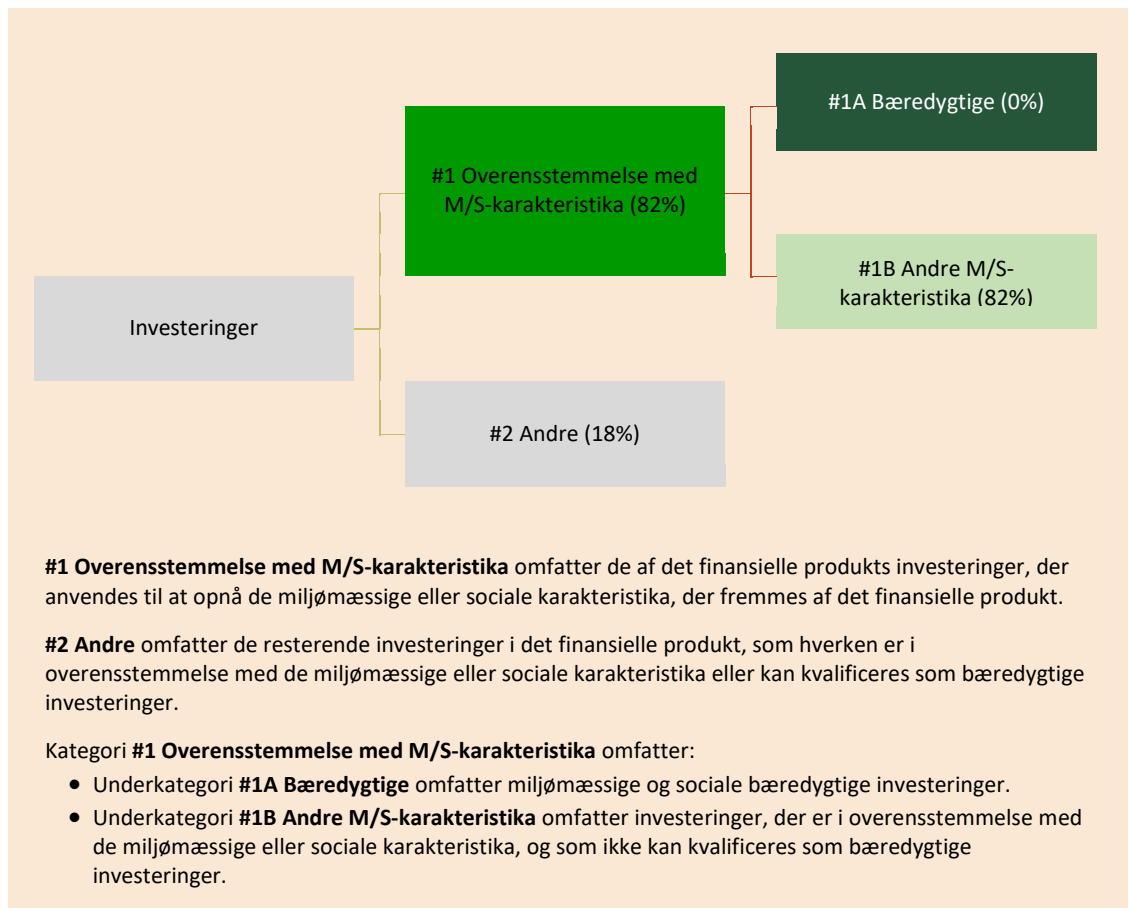 #1A Bæredygtige (0%)
#1 Overensstemmelse med
M/S-karakteristika (82%)
#1B Andre M/S-
karakteristika (82%)
Investeringer
#2 Andre (18%)
#1 Overensstemmelse med M/S-karakteristika omfatter de af det finansielle produkts investeringer, der
anvendes til at opnå de miljømæssige eller sociale karakteristika, der fremmes af det finansielle produkt.
#2 Andre omfatter de resterende investeringer i det finansielle produkt, som hverken er i
overensstemmelse med de miljømæssige eller sociale karakteristika eller kan kvalificeres som bæredygtige
investeringer.
Kategori #1 Overensstemmelse med M/S-karakteristika omfatter:
• Underkategori #1A Bæredygtige omfatter miljømæssige og sociale bæredygtige investeringer.
• Underkategori #1B Andre M/S-karakteristika omfatter investeringer, der er i overensstemmelse med
de miljømæssige eller sociale karakteristika, og som ikke kan kvalificeres som bæredygtige
investeringer.